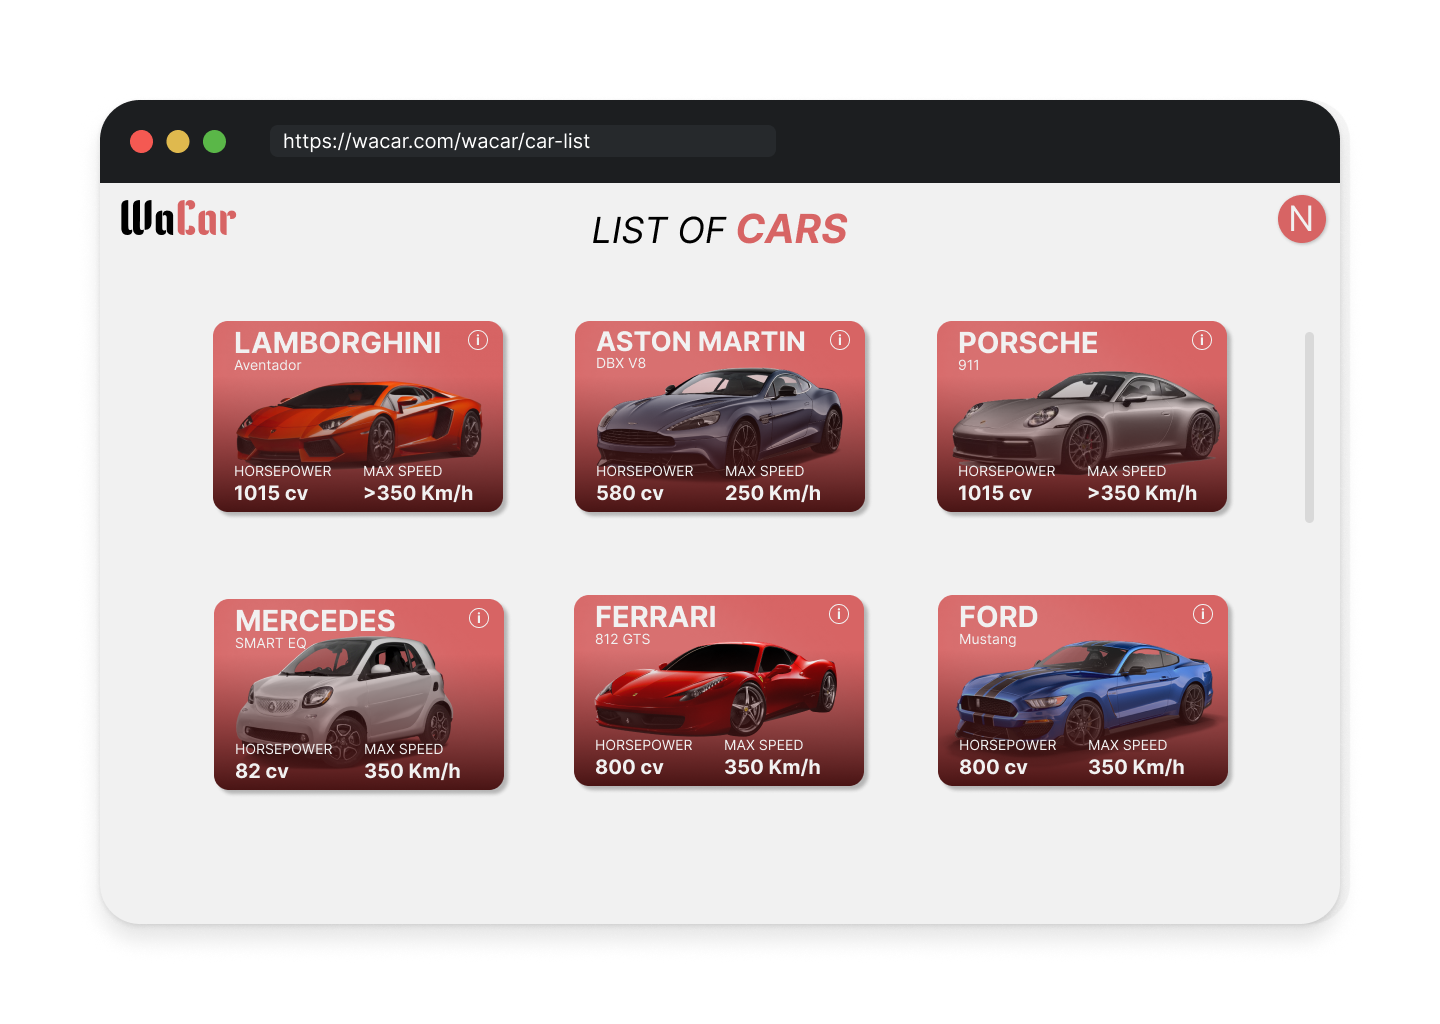 https://wacar.com/wacar/car-list
WaCar
LIST OF CARS
N
LAMBORGHINI
Aventador
HORSEPOWER MAX SPEED
1015 cv >350 Km/h
ASTON MARTIN
DBX V8
HORSEPOWER MAX SPEED
580 cv 250 Km/h
PORSCHE
911
HORSEPOWER MAX SPEED
1015 cv >350 Km/h
MERCEDES
SMART EQ
HORSEPOWER MAX SPEED
82 cv 350 Km/h
FERRARI
812 GTS
HORSEPOWER MAX SPEED
800 cv 350 Km/h
FORD
Mustang
HORSEPOWER MAX SPEED
800 cv 350 Km/h